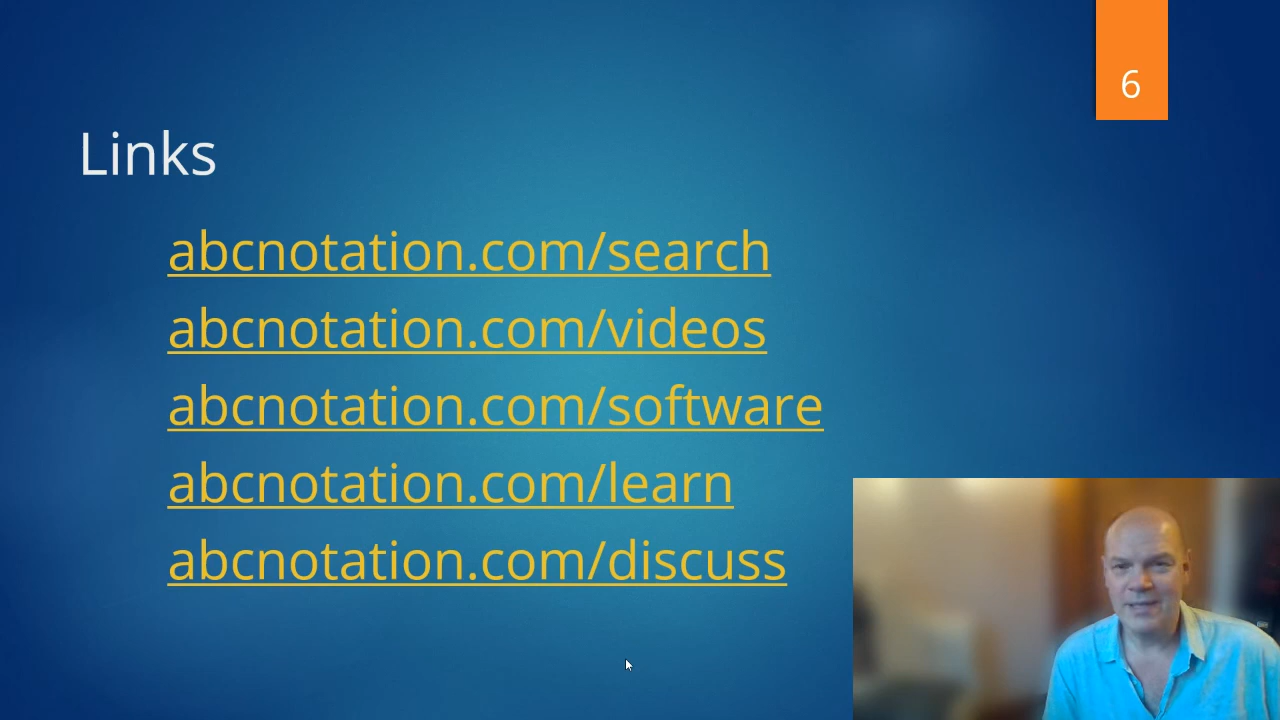 6
Links
abcnotation.com/search
abcnotation.com/videos
abcnotation.com/software
abcnotation.com/learn
abcnotation.com/discuss